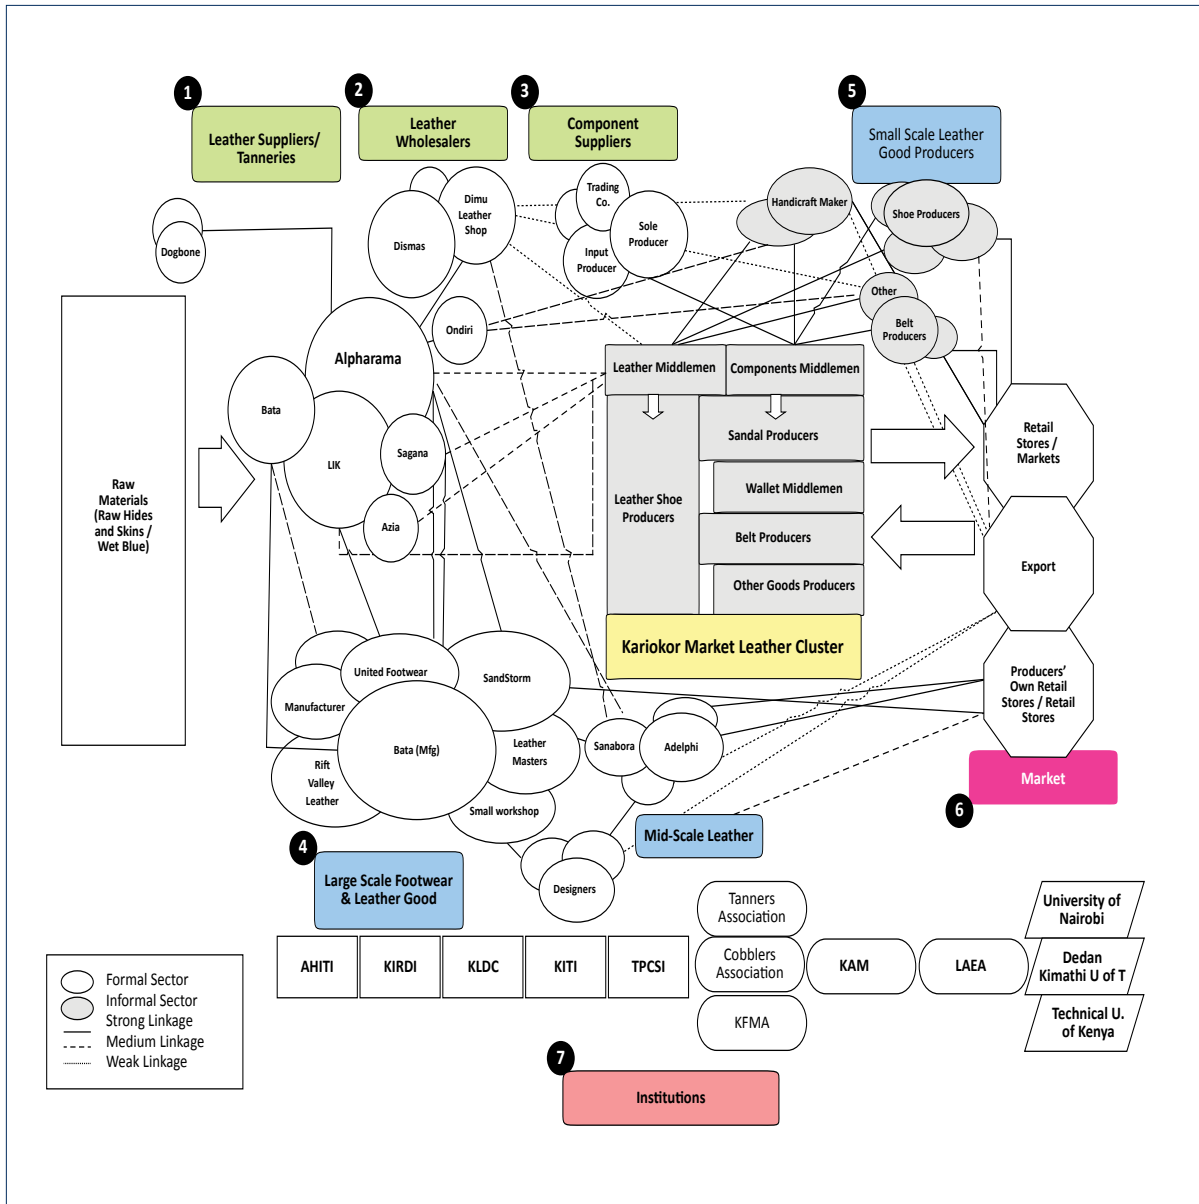 1
Leather Suppliers/
Tanneries
2
Leather
Wholesalers
3
Component
Suppliers
5
Small Scale Leather
Good Producers
Dogbone
Dismas
Dimu
Leather
Shop
Trading
Co.
Input
Producer
Sole
Producer
Handicraft Maker
Shoe Producers
Other
Belt
Producers
Ondiri
Alpharama
Bata
LIK
Sagana
Azia
Raw
Materials
(Raw Hides
and Skins /
Wet Blue)
Leather Middlemen
Components Middlemen
Sandal Producers
Leather Shoe
Producers
Wallet Middlemen
Belt Producers
Other Goods Producers
Kariokor Market Leather Cluster
Retail
Stores /
Markets
Export
Producers'
Own Retail
Stores / Retail
Stores
Market
6
United Footwear
SandStorm
Manufacturer
Bata (Mfg)
Leather
Masters
Rift
Valley
Leather
Small workshop
Sanabora
Adelphi
Designers
Mid-Scale Leather
4
Large Scale Footwear
& Leather Good
AHITI
KIRDI
KLDC
KITI
TPCSI
Tanners
Association
Cobblers
Association
KFMA
KAM
LAEA
University of
Nairobi
Dedan
Kimathi U of T
Technical U.
of Kenya
Formal Sector
Informal Sector
Strong Linkage
Medium Linkage
Weak Linkage
7
Institutions